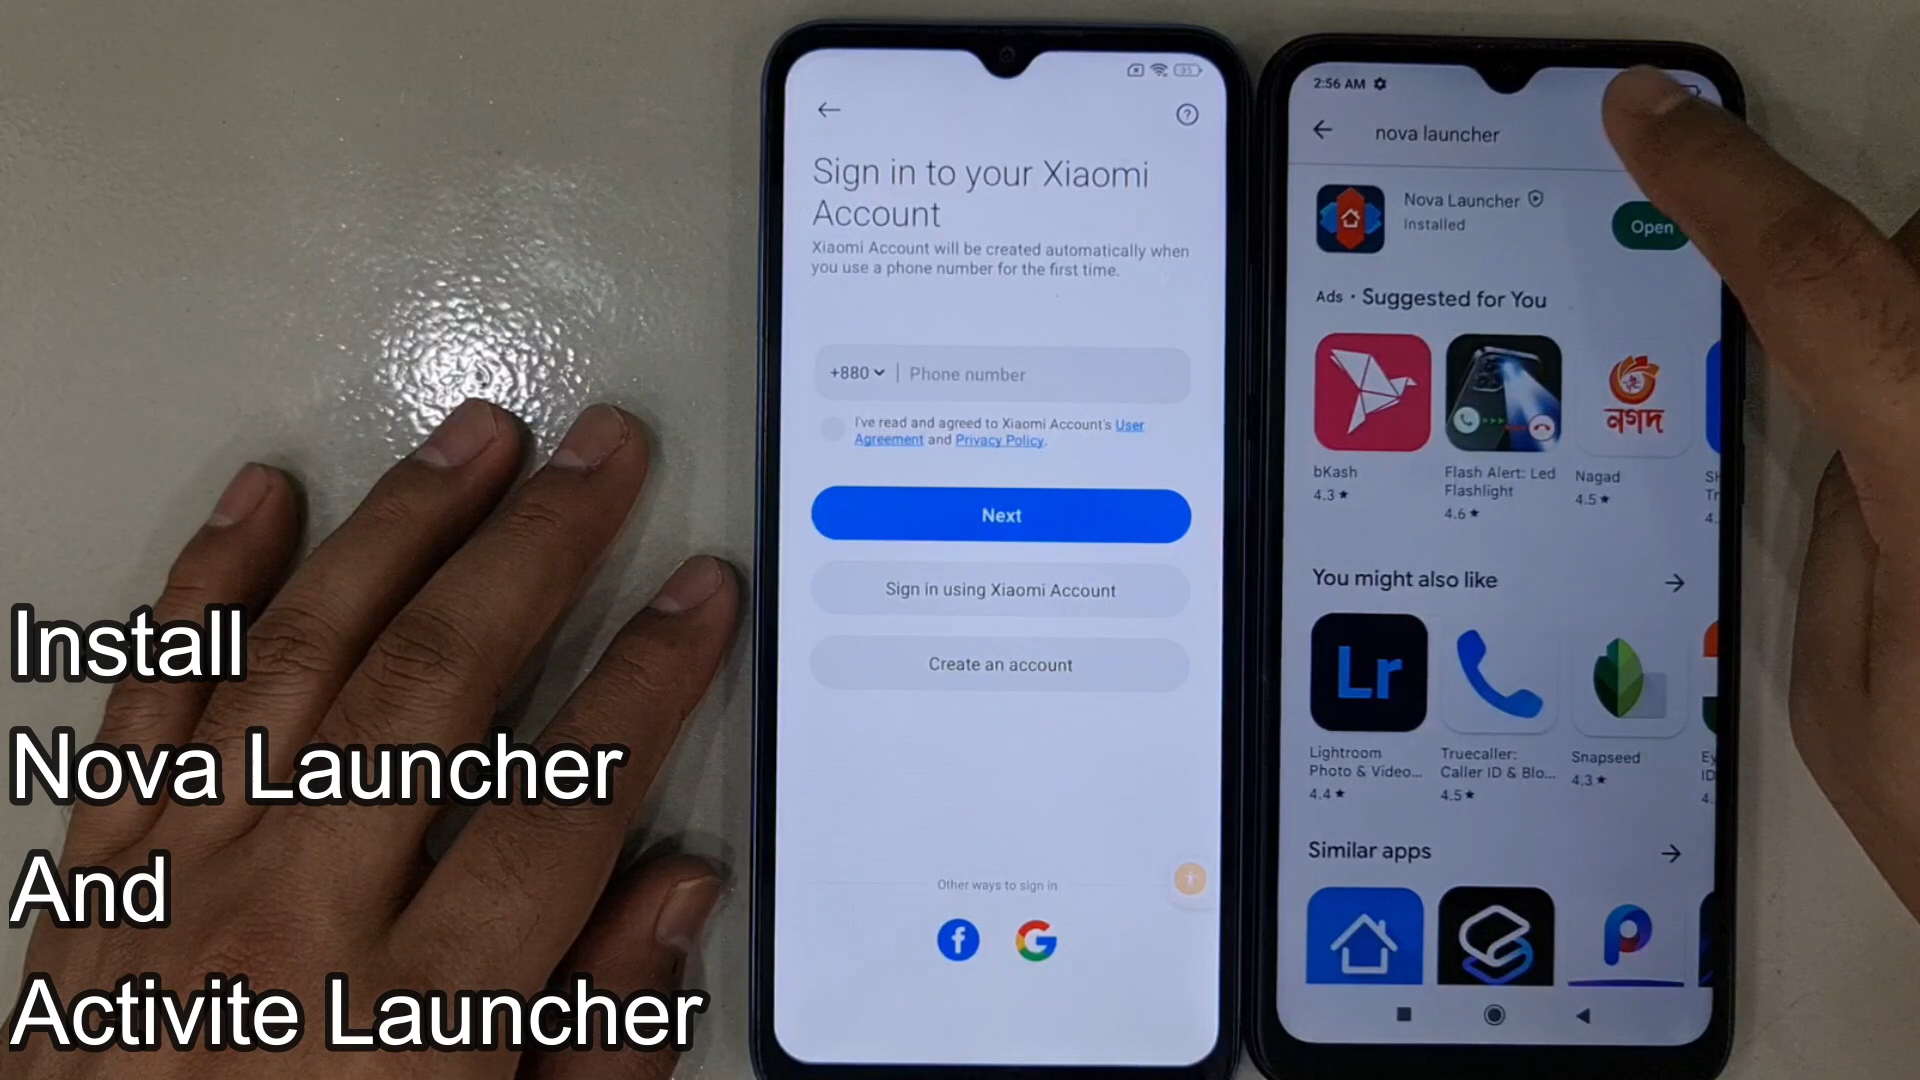 Install
Nova Launcher
And
Activite Launcher
35
Sign in to your Xiaomi
Account
Xiaomi Account will be created automatically when
you use a phone number for the first time.
+880
Phone number
I've read and agreed to Xiaomi Account's User
Agreement and Privacy Policy.
Next
Sign in using Xiaomi Account
Create an account
Other ways to sign in
2:56 AM
nova launcher
Nova Launcher
Installed
Open
Ads · Suggested for You
নগদ
bKash
4.3★
Flash Alert: Led
Flashlight
4.6★
Nagad
4.5★
You might also like
Lr
Lightroom
Photo & Video...
4.4★
Truecaller:
Caller ID & Blo...
4.5★
Snapseed
4.3★
Similar apps